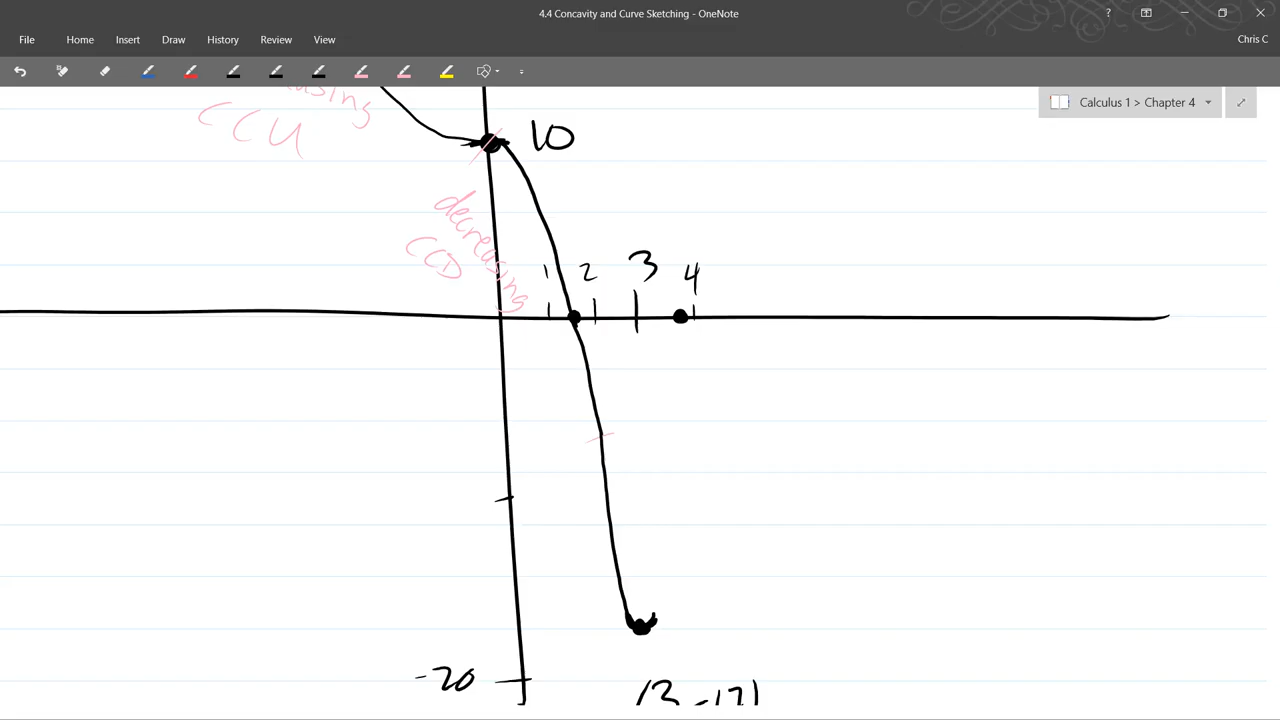 4.4 Concavity and Curve Sketching - OneNote
File Home Insert Draw History Review View
Chris C
Calculus 1 > Chapter 4
CCU
10
decreasing
CCD
1 2 3 4
-20